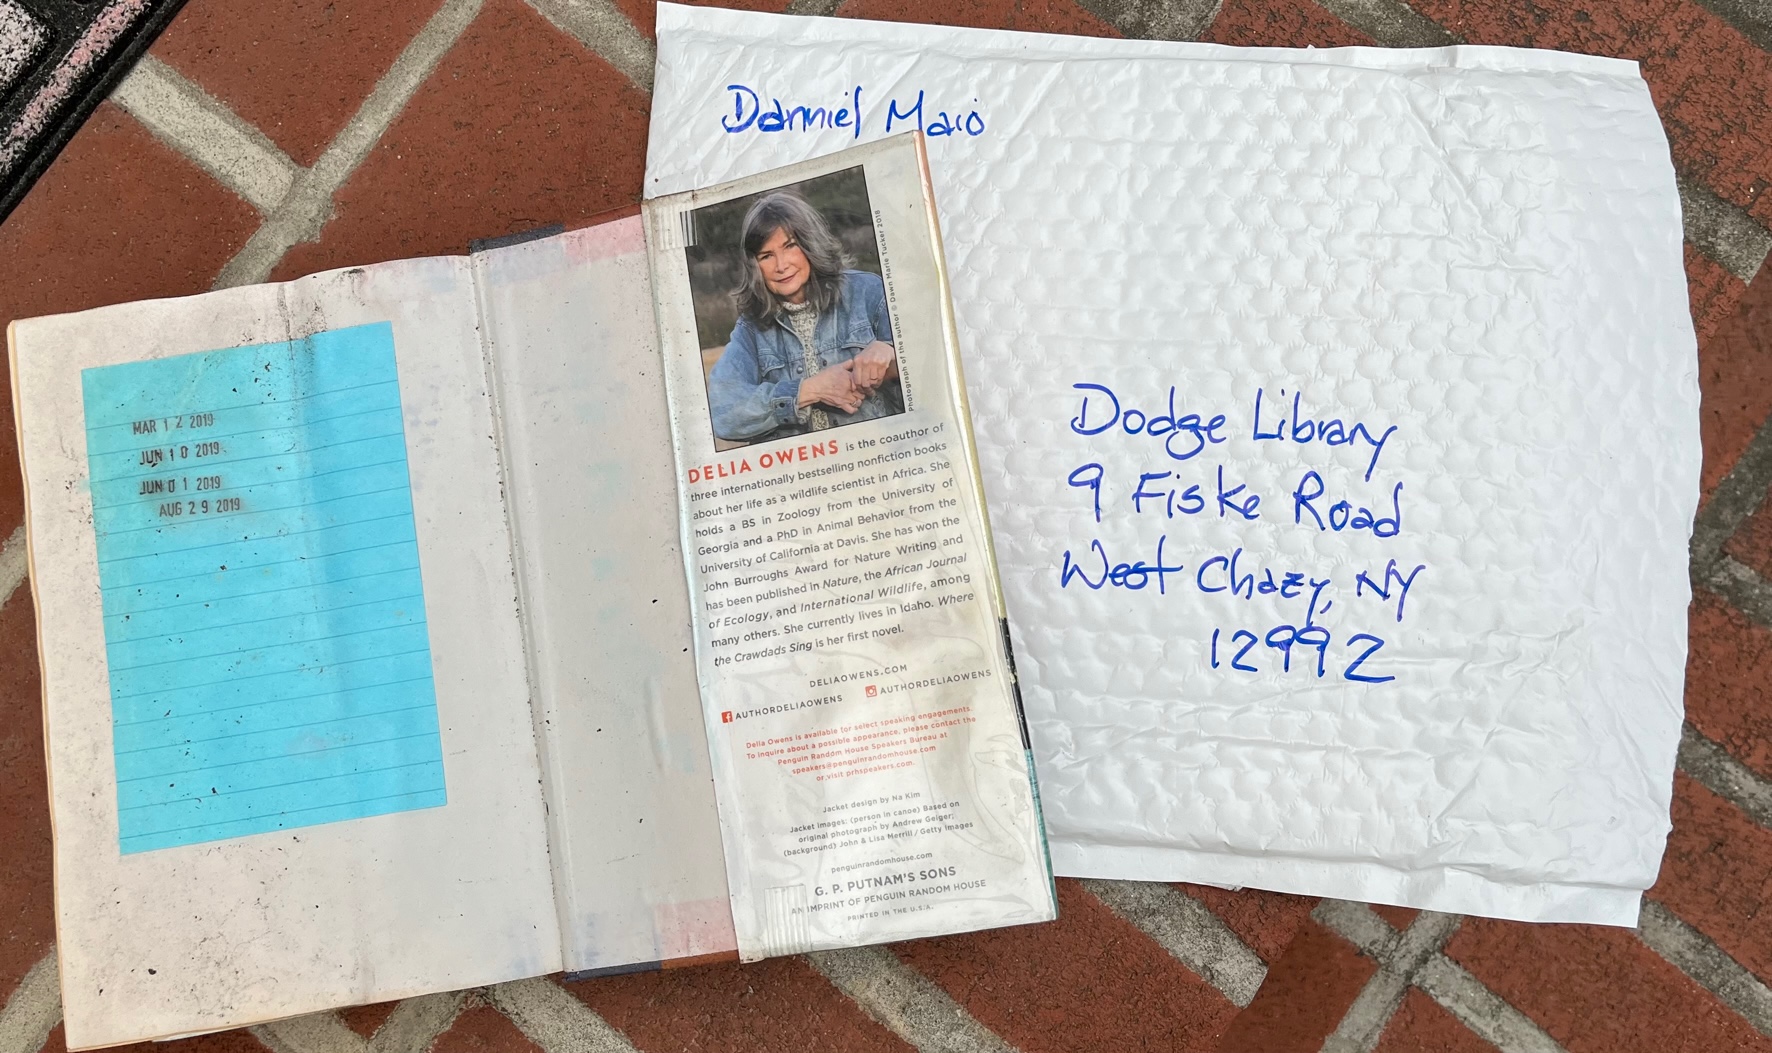 Danniel Maio
Dodge Library
9 Fiske Road
West Chazy, NY
12992
MAR 1 2 2019
JUN 1 0 2019
JUN 0 1 2019
AUG 2 9 2019
Photograph of the author © Dawn Marie Tucker 2018
DELIA OWENS is the coauthor of
three internationally bestselling nonfiction books
about her life as a wildlife scientist in Africa. She
holds a BS in Zoology from the University of
Georgia and a PhD in Animal Behavior from the
University of California at Davis. She has won the
John Burroughs Award for Nature Writing and
has been published in Nature, the African Journal
of Ecology, and International Wildlife, among
many others. She currently lives in Idaho. Where
the Crawdads Sing is her first novel.
DELIAOWENS.COM
AUTHORDELIAOWENS
AUTHORDELIAOWENS
Delia Owens is available for select speaking engagements.
To inquire about a possible appearance, please contact the
Penguin Random House Speakers Bureau at
speakers@penguinrandomhouse.com
or visit prhspeakers.com.
Jacket design by Na Kim
Jacket images: (person in canoe) Based on
original photograph by Andrew Geiger;
(background) John & Lisa Merrill / Getty Images
penguinrandomhouse.com
G. P. PUTNAM'S SONS
AN IMPRINT OF PENGUIN RANDOM HOUSE
PRINTED IN THE U.S.A.